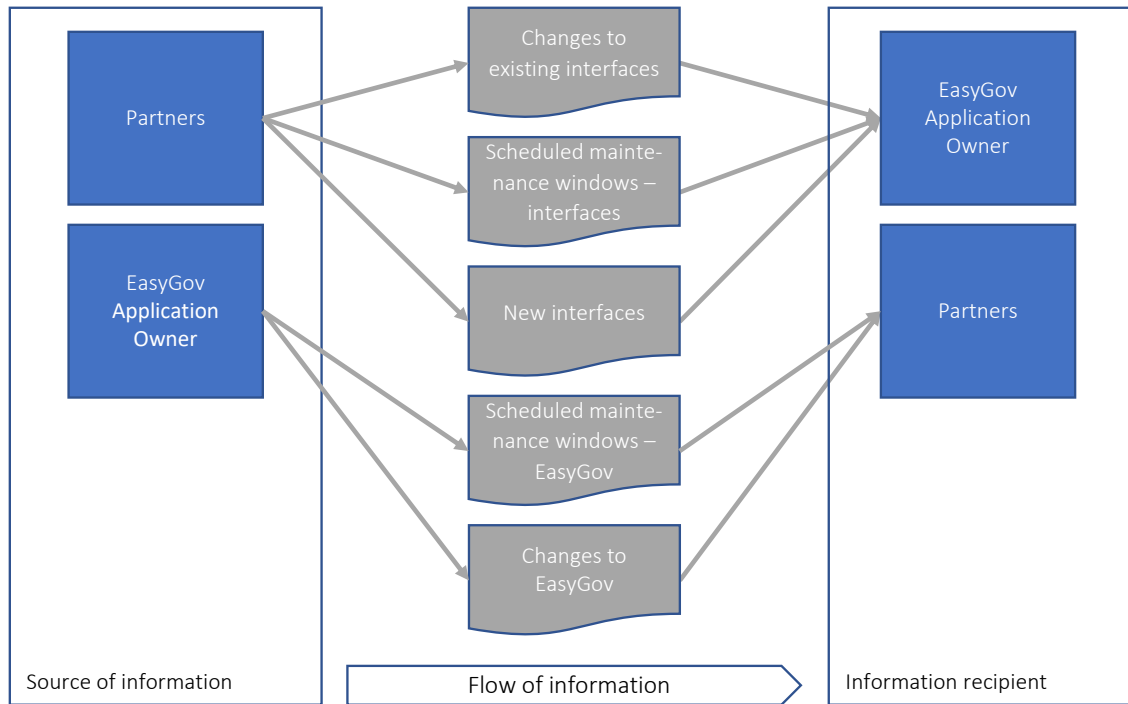 Partners
EasyGov
Application
Owner
Source of information
Changes to
existing interfaces
Scheduled mainte-
nance windows –
interfaces
New interfaces
Scheduled mainte-
nance windows –
EasyGov
Changes to
EasyGov
Flow of information
EasyGov
Application
Owner
Partners
Information recipient